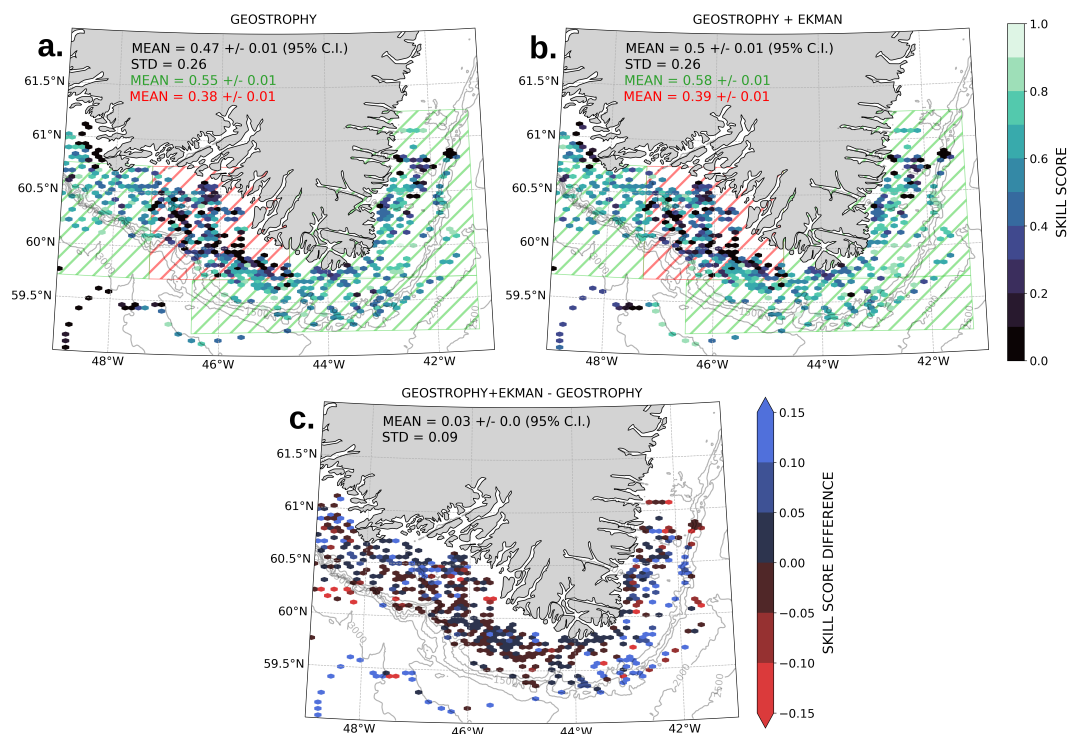 GEOSTROPHY
a.
MEAN = 0.47 +/- 0.01 (95% C.I.)
STD = 0.26
MEAN = 0.55 +/- 0.01
MEAN = 0.38 +/- 0.01
61.5°N
61°N
60.5°N
60°N
59.5°N
48°W
46°W
44°W
42°W
GEOSTROPHY + EKMAN
b.
MEAN = 0.5 +/- 0.01 (95% C.I.)
STD = 0.26
MEAN = 0.58 +/- 0.01
MEAN = 0.39 +/- 0.01
61.5°N
61°N
60.5°N
60°N
59.5°N
48°W
46°W
44°W
42°W
1.0
0.8
0.6
0.4
0.2
0.0
SKILL SCORE
GEOSTROPHY+EKMAN - GEOSTROPHY
c.
MEAN = 0.03 +/- 0.0 (95% C.I.)
STD = 0.09
61.5°N
61°N
60.5°N
60°N
59.5°N
48°W
46°W
44°W
42°W
0.15
0.10
0.05
0.00
−0.05
−0.10
−0.15
SKILL SCORE DIFFERENCE